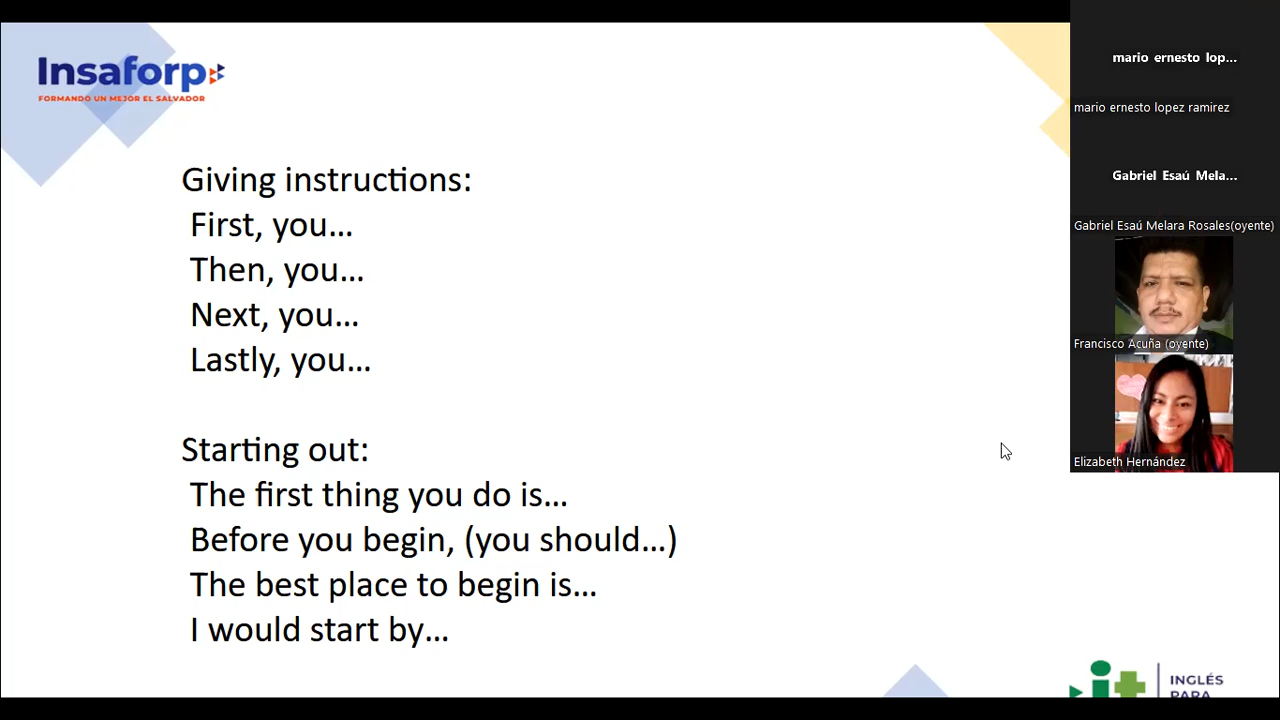 Insaforp
FORMANDO UN MEJOR EL SALVADOR
Giving instructions:
First, you...
Then, you...
Next, you...
Lastly, you...
Starting out:
The first thing you do is...
Before you begin, (you should...)
The best place to begin is...
I would start by...
mario ernesto lop...
mario ernesto lopez ramirez
Gabriel Esaú Mela...
Gabriel Esaú Melara Rosales(oyente)
Francisco Acuña (oyente)
Elizabeth Hernández
it
INGLÉS
PARA